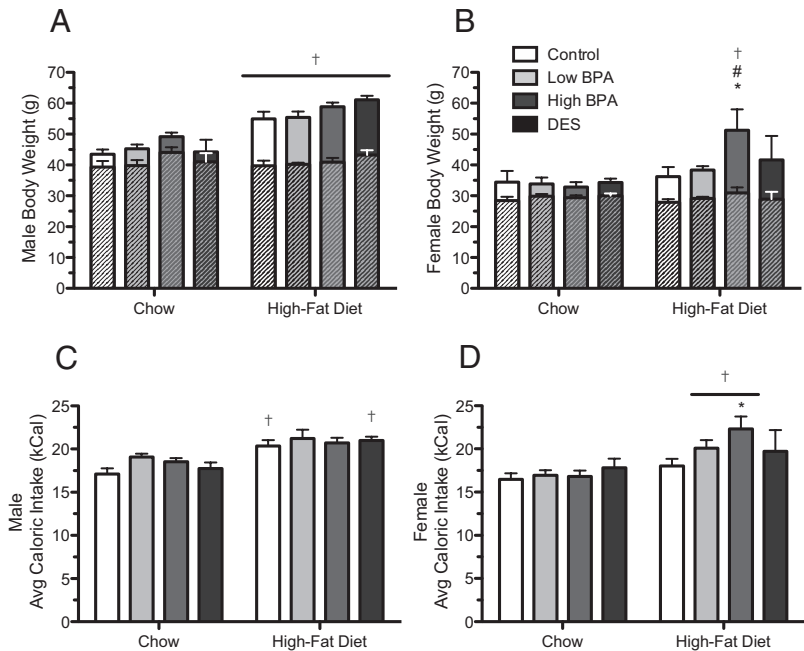 A
Male Body Weight (g)
70
60
50
40
30
20
10
0
†
Chow
High-Fat Diet
B
Female Body Weight (g)
70
60
50
40
30
20
10
0
Control
Low BPA
High BPA
DES
†
#
*
Chow
High-Fat Diet
C
Male
Avg Caloric Intake (kCal)
25
20
15
10
5
0
†
†
Chow
High-Fat Diet
D
Female
Avg Caloric Intake (kCal)
25
20
15
10
5
0
†
*
Chow
High-Fat Diet